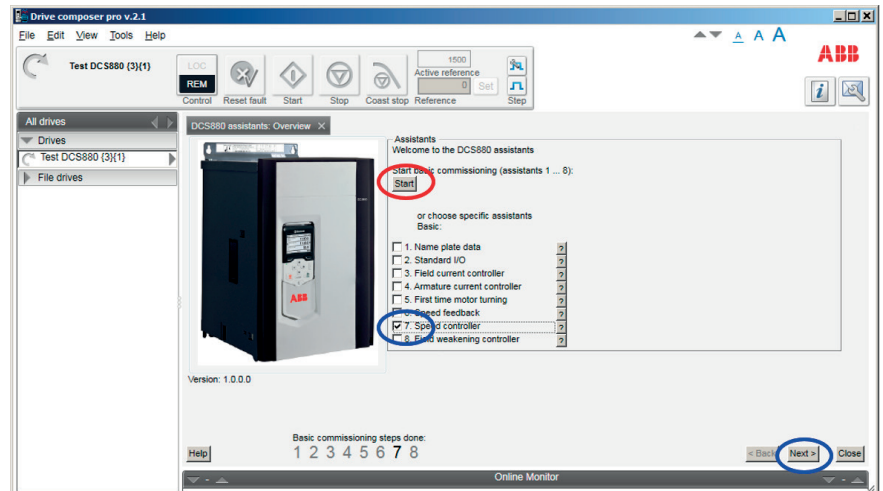 Drive composer pro v.2.1
File Edit View Tools Help
A A A
ABB
Test DCS880 {3}{1}
LOC
REM
Control Reset fault Start Stop Coast stop Reference Step
1500
Active reference
0 Set
i
All drives
Drives
Test DCS880 {3}{1}
File drives
DCS880 assistants: Overview ×
ABB
Version: 1.0.0.0
Assistants
Welcome to the DCS880 assistants
Start basic commissioning (assistants 1 ... 8):
Start
or choose specific assistants
Basic:
1. Name plate data ?
2. Standard I/O ?
3. Field current controller ?
4. Armature current controller ?
5. First time motor turning ?
6. Speed feedback ?
7. Speed controller ?
8. Field weakening controller ?
Basic commissioning steps done:
1 2 3 4 5 6 7 8
Help < Back Next > Close
Online Monitor